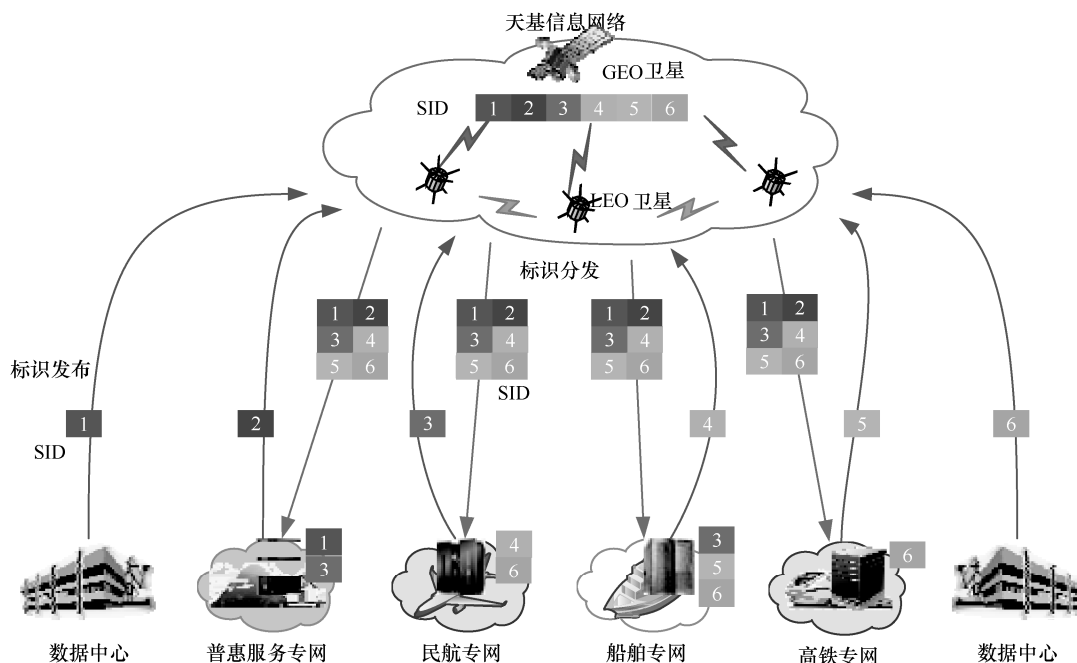 天基信息网络
GEO卫星
SID 1 2 3 4 5 6
LEO卫星
标识分发
1 2 1 2 1 2 1 2
3 4 3 4 3 4 3 4
5 6 5 6 5 6 5 6
SID
标识发布
1 2 3 4 5 6
SID
1 4 3 6
3 6 5
6
数据中心 普惠服务专网 民航专网 船舶专网 高铁专网 数据中心